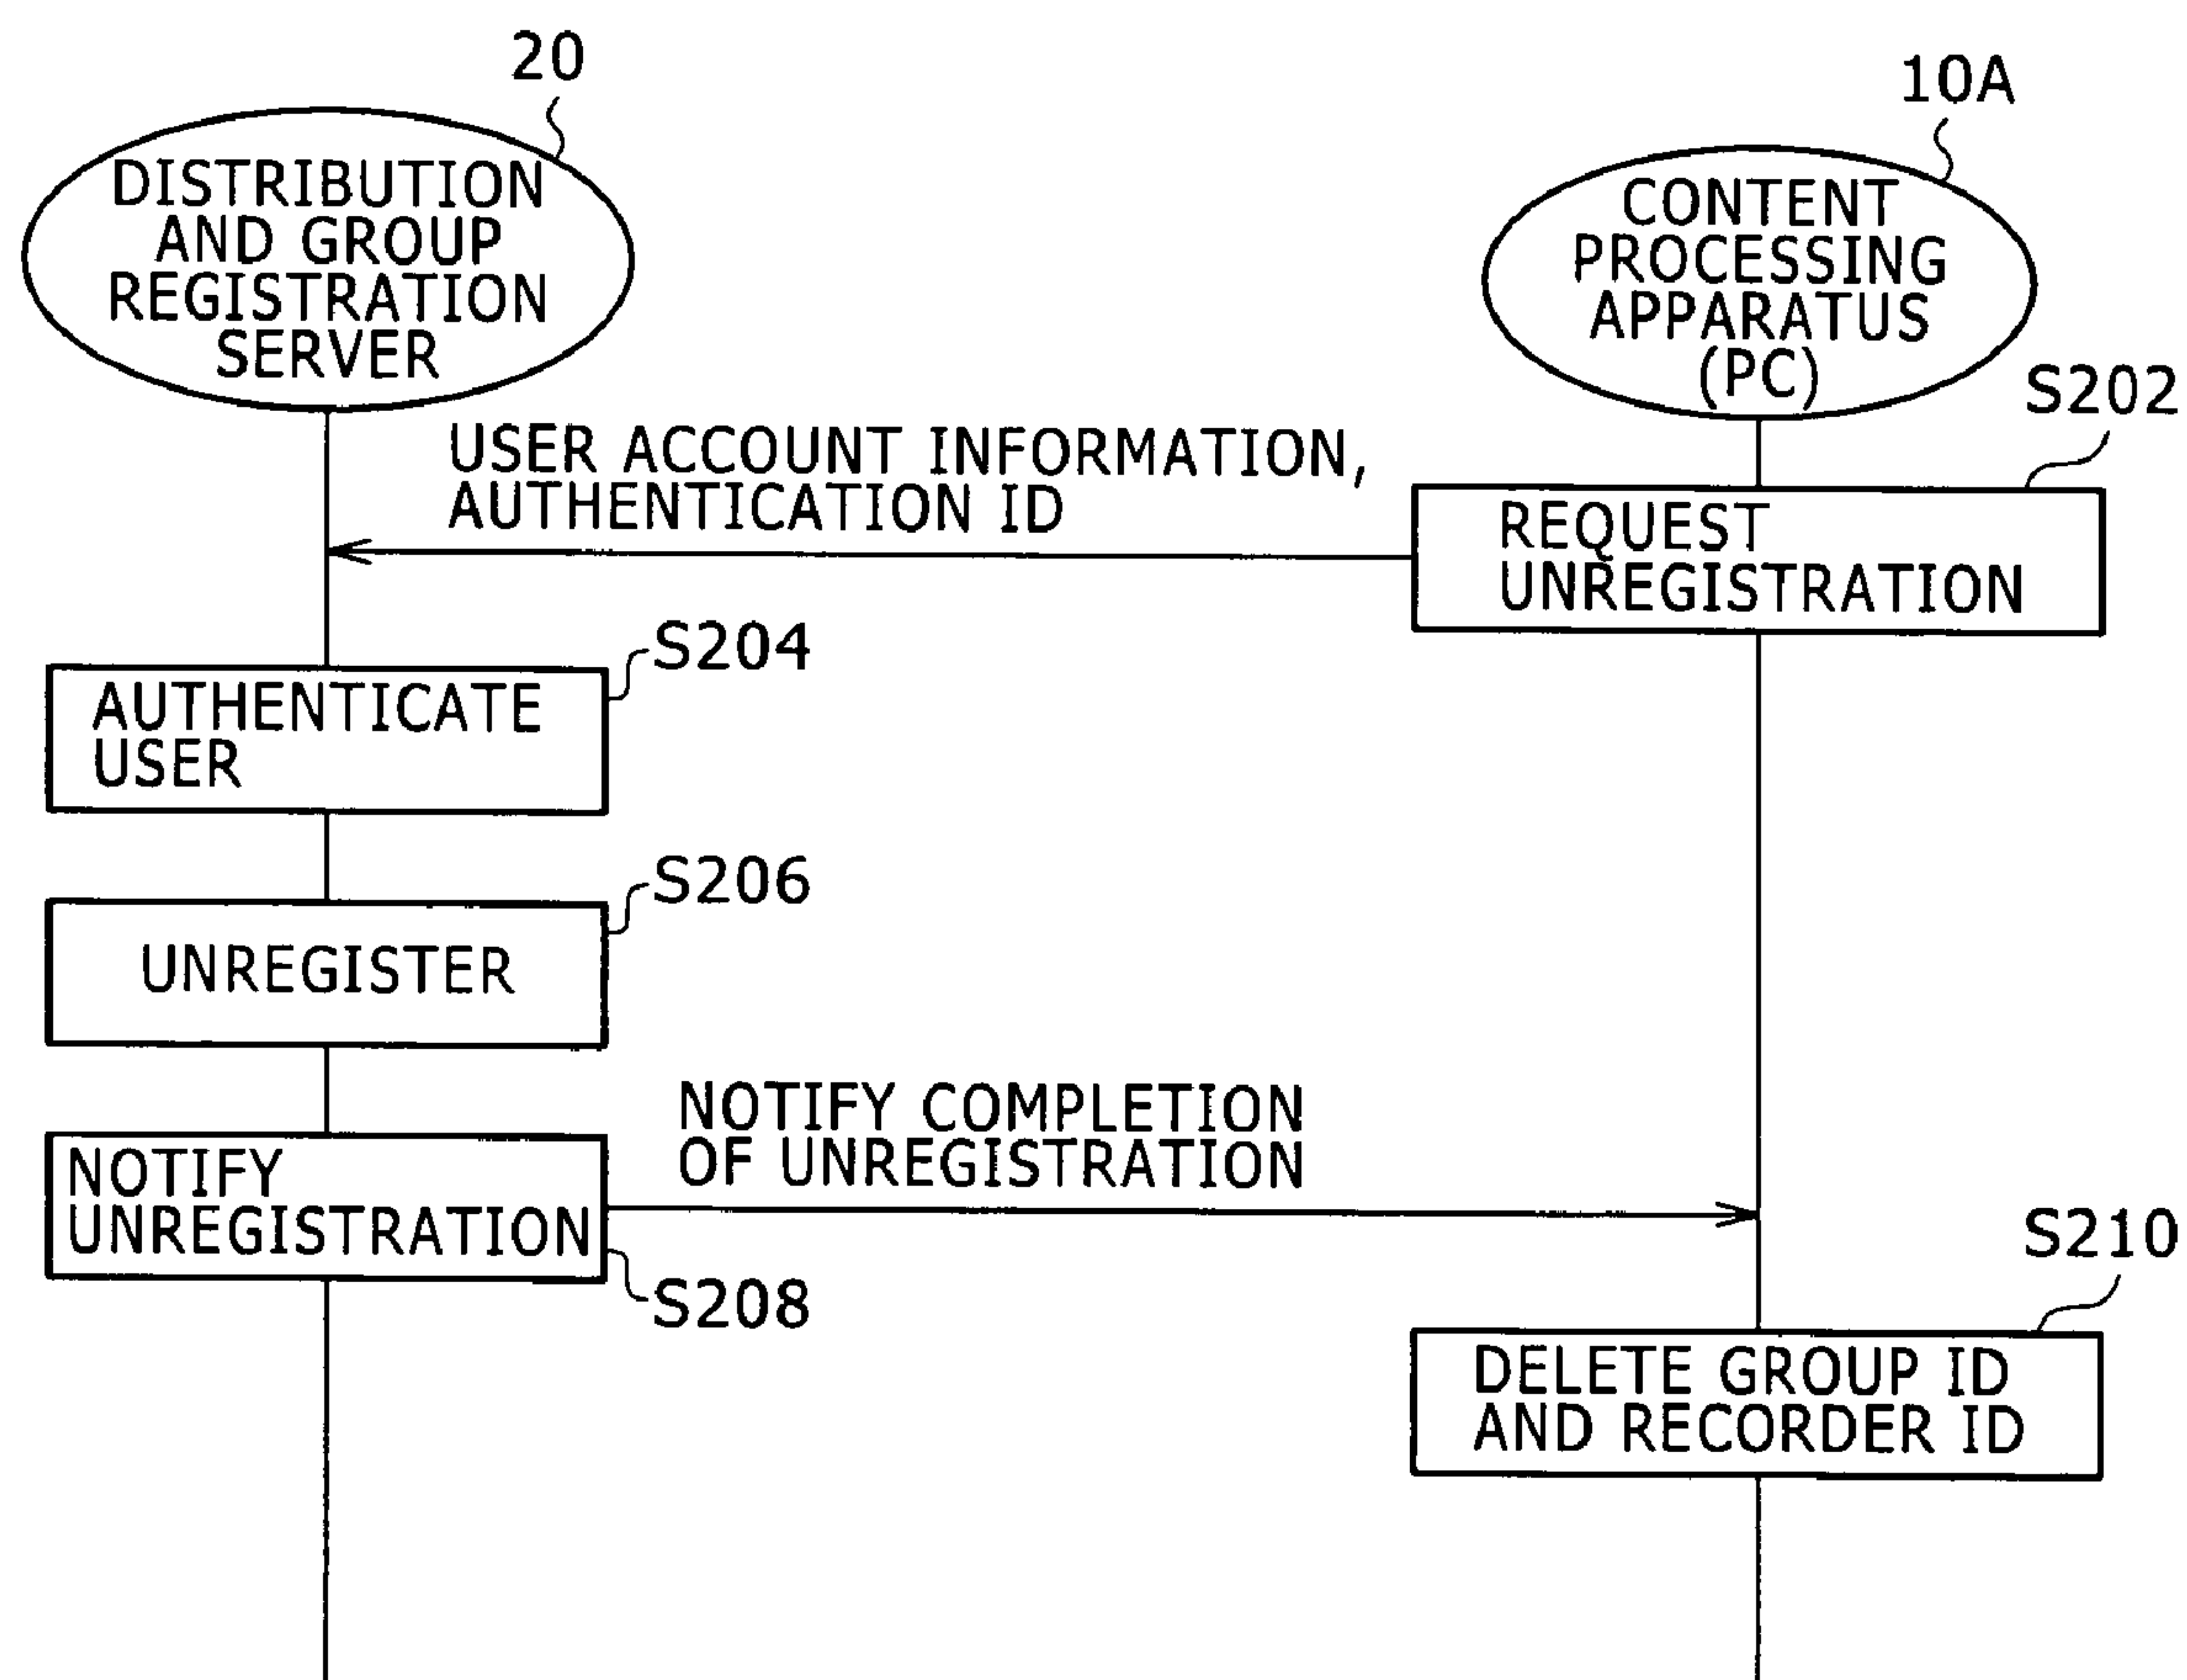 20
DISTRIBUTION
AND GROUP
REGISTRATION
SERVER
10A
CONTENT
PROCESSING
APPARATUS
(PC)
S202
USER ACCOUNT INFORMATION,
AUTHENTICATION ID
REQUEST
UNREGISTRATION
S204
AUTHENTICATE
USER
S206
UNREGISTER
NOTIFY COMPLETION
OF UNREGISTRATION
NOTIFY
UNREGISTRATION
S208
S210
DELETE GROUP ID
AND RECORDER ID